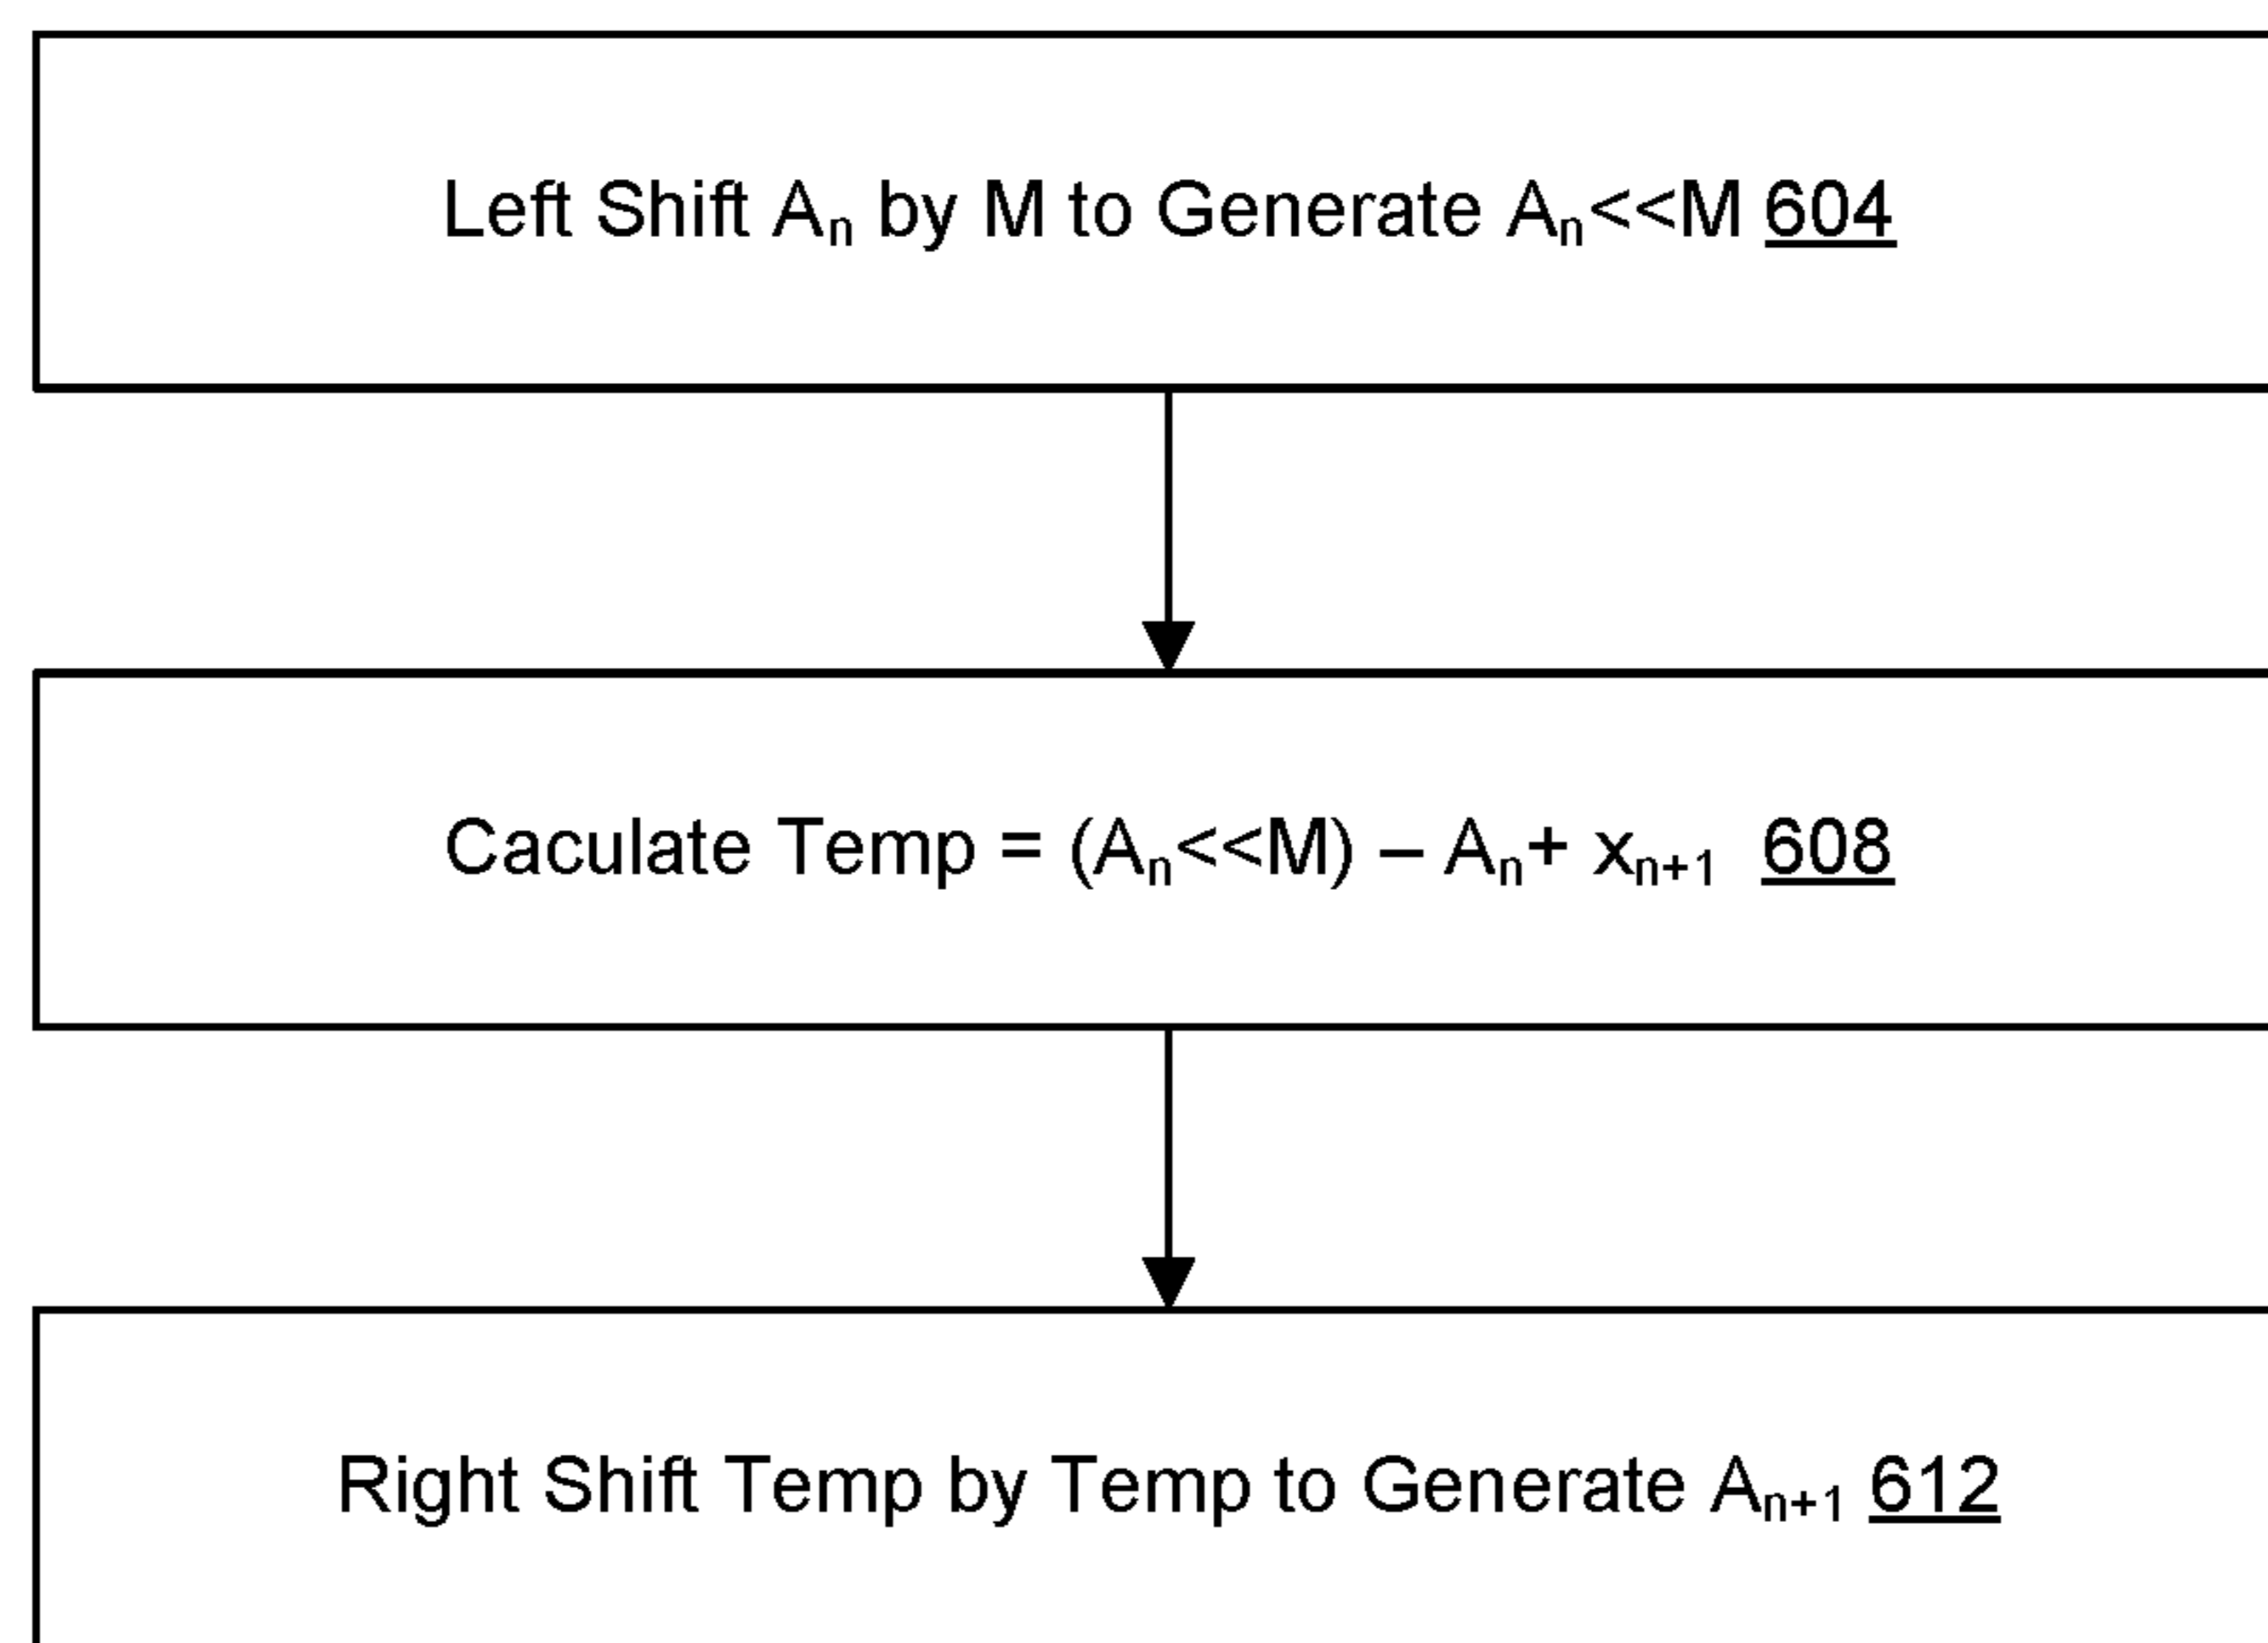 Left Shift Aₙ by M to Generate Aₙ<<M 604
Caculate Temp = (Aₙ<<M) – Aₙ+ xₙ₊₁ 608
Right Shift Temp by Temp to Generate Aₙ₊₁ 612